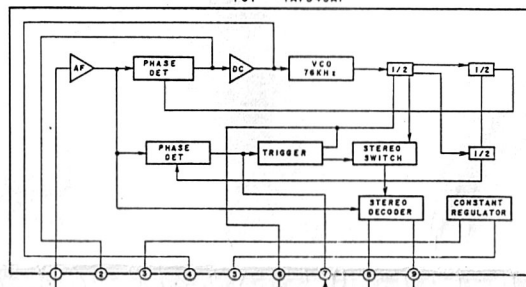 AF
PHASE DET
DC
VCO 76KHz
1/2
1/2
PHASE DET
TRIGGER
STEREO SWITCH
1/2
STEREO DECODER
CONSTANT REGULATOR
1 2 3 4 5 6 7 8 9